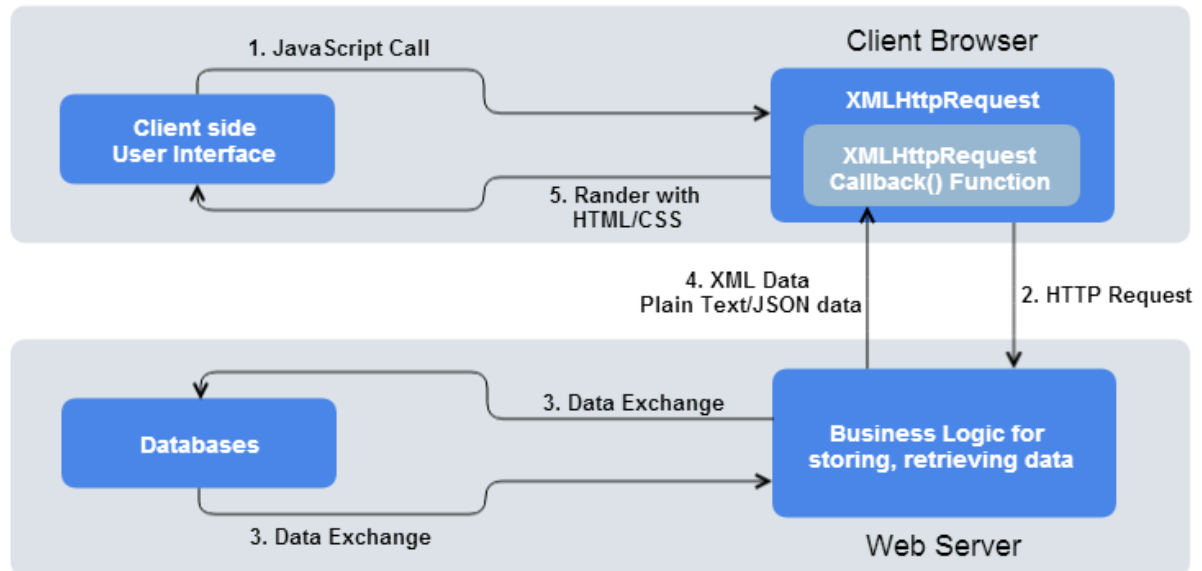 Client Browser
1. JavaScript Call
XMLHttpRequest
Client side
User Interface
XMLHttpRequest
Callback() Function
5. Rander with
HTML/CSS
4. XML Data
Plain Text/JSON data
2. HTTP Request
3. Data Exchange
Databases
Business Logic for
storing, retrieving data
3. Data Exchange
Web Server